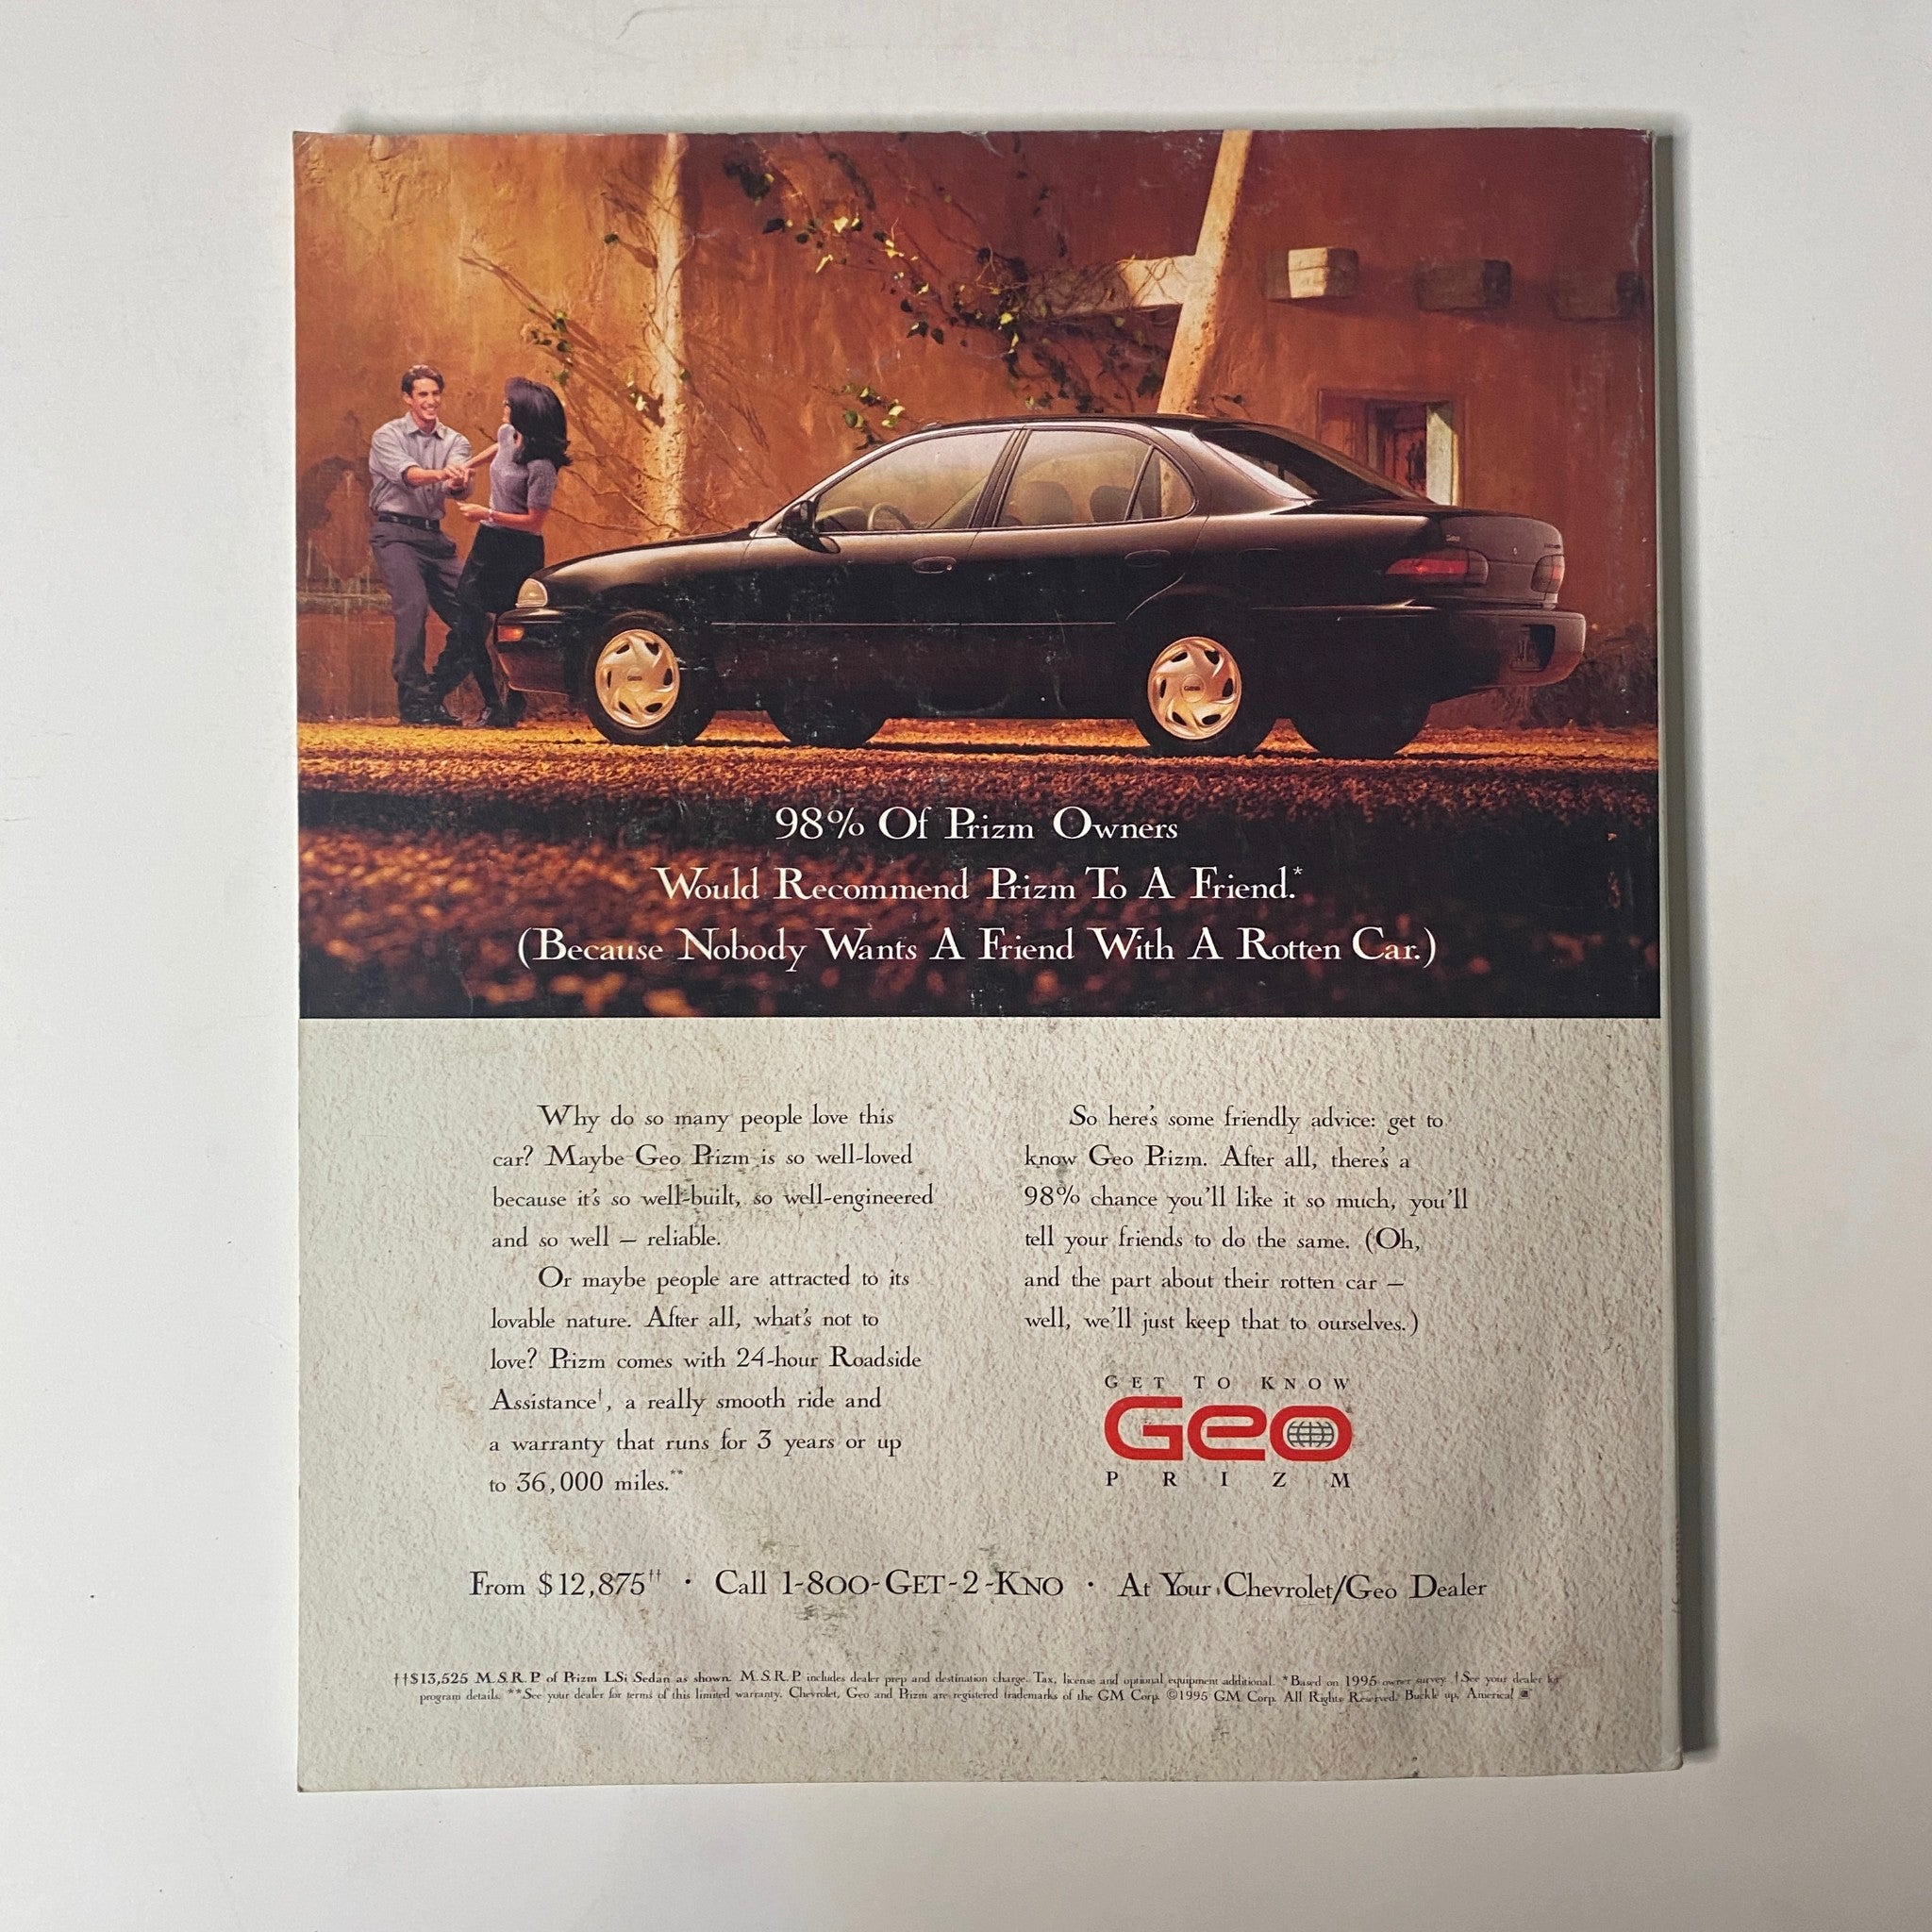 98% Of Prizm Owners
Would Recommend Prizm To A Friend.*
(Because Nobody Wants A Friend With A Rotten Car.)
Why do so many people love this
car? Maybe Geo Prizm is so well-loved
because it's so well-built, so well-engineered
and so well – reliable.
Or maybe people are attracted to its
lovable nature. After all, what's not to
love? Prizm comes with 24-hour Roadside
Assistance†, a really smooth ride and
a warranty that runs for 3 years or up
to 36,000 miles.**
So here's some friendly advice: get to
know Geo Prizm. After all, there's a
98% chance you'll like it so much, you'll
tell your friends to do the same. (Oh,
and the part about their rotten car –
well, we'll just keep that to ourselves.)
GET TO KNOW
Geo
PRIZM
From $12,875†† · Call 1-800-GET-2-KNO · At Your Chevrolet/Geo Dealer
††$13,525 M.S.R.P. of Prizm LSi Sedan as shown. M.S.R.P. includes dealer prep and destination charge. Tax, license and optional equipment additional. *Based on 1995 owner survey. †See your dealer for
program details. **See your dealer for terms of this limited warranty. Chevrolet, Geo and Prizm are registered trademarks of the GM Corp. ©1995 GM Corp. All Rights Reserved. Buckle up, America!